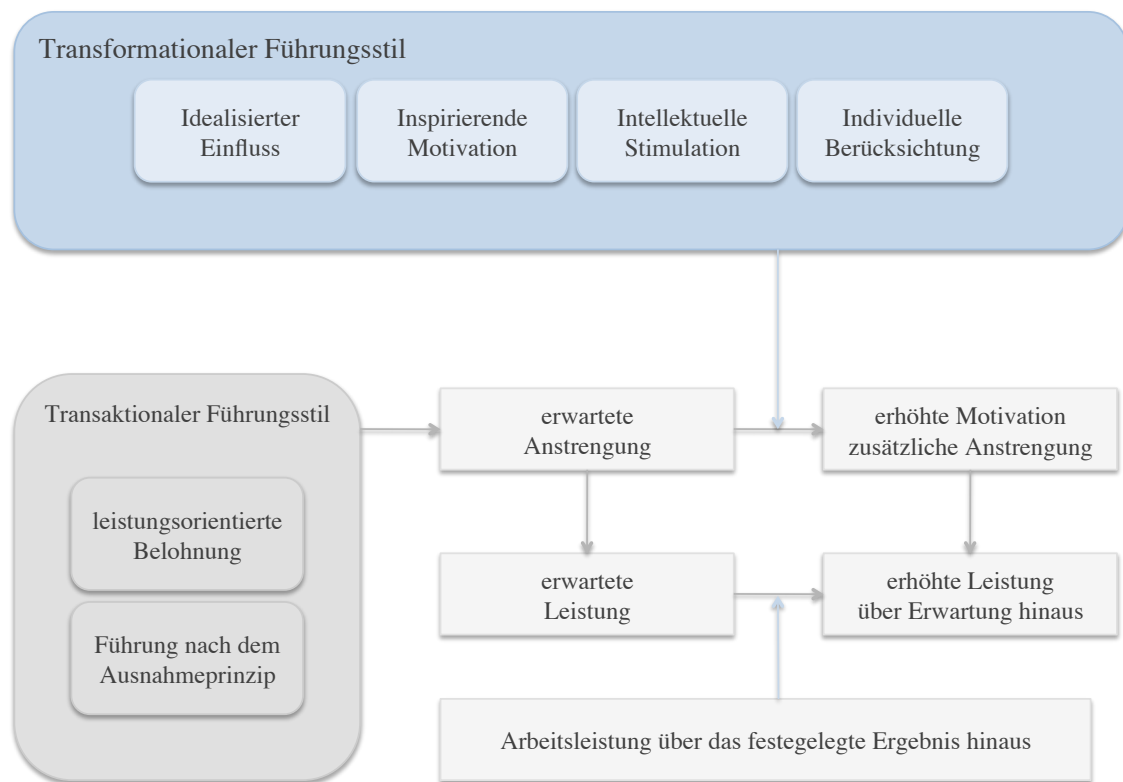 Transformationaler Führungsstil
Idealisierter
Einfluss
Inspirierende
Motivation
Intellektuelle
Stimulation
Individuelle
Berücksichtung
Transaktionaler Führungsstil
leistungsorientierte
Belohnung
Führung nach dem
Ausnahmeprinzip
erwartete
Anstrengung
erhöhte Motivation
zusätzliche Anstrengung
erwartete
Leistung
erhöhte Leistung
über Erwartung hinaus
Arbeitsleistung über das festegelegte Ergebnis hinaus